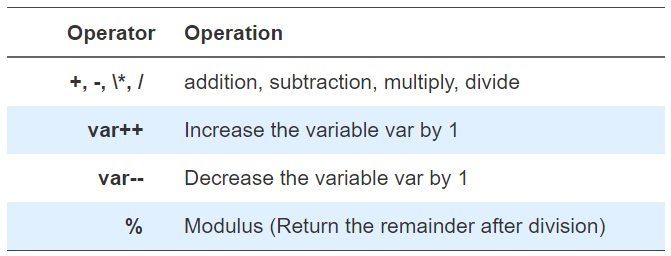 Operator Operation
+, -, \*, / addition, subtraction, multiply, divide
var++ Increase the variable var by 1
var-- Decrease the variable var by 1
% Modulus (Return the remainder after division)